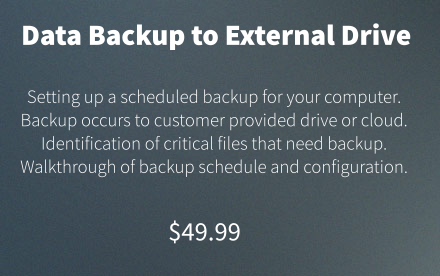 Data Backup to External Drive
Setting up a scheduled backup for your computer.
Backup occurs to customer provided drive or cloud.
Identification of critical files that need backup.
Walkthrough of backup schedule and configuration.
$49.99